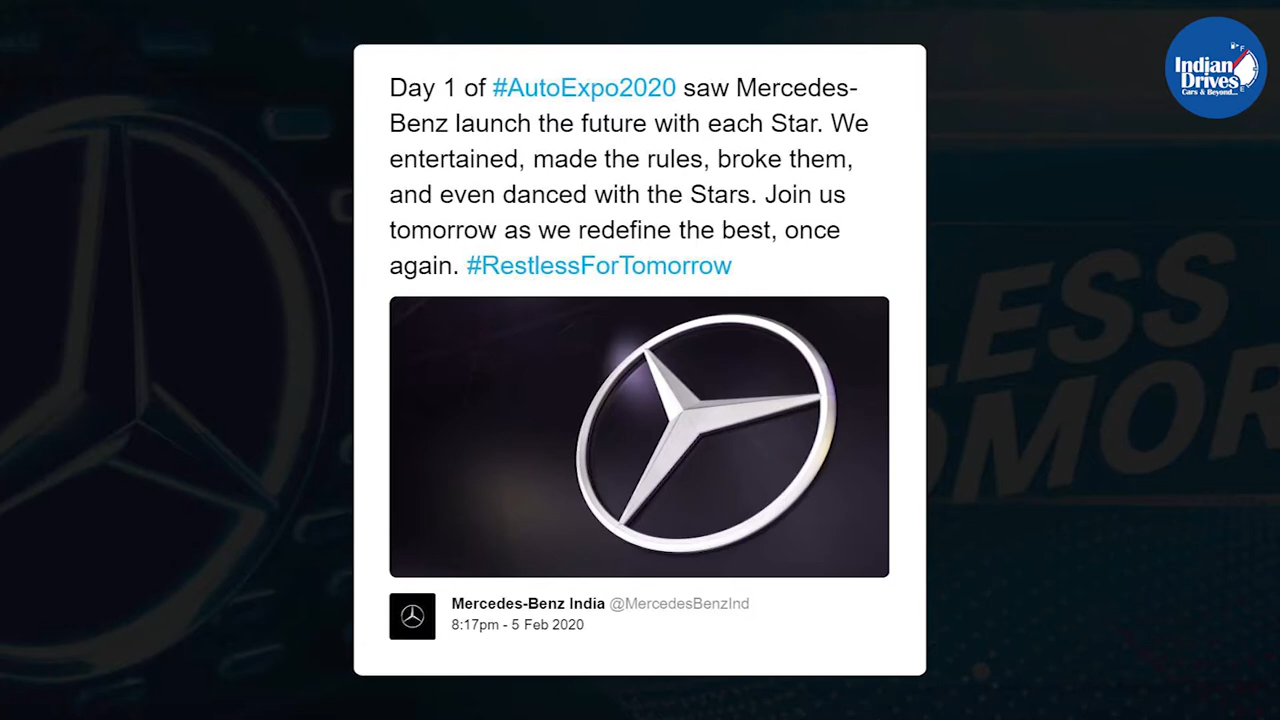 Day 1 of #AutoExpo2020 saw Mercedes-
Benz launch the future with each Star. We
entertained, made the rules, broke them,
and even danced with the Stars. Join us
tomorrow as we redefine the best, once
again. #RestlessForTomorrow
Mercedes-Benz India @MercedesBenzInd
8:17pm - 5 Feb 2020
Indian
Drives
Cars & Beyond...
F
E
LESS
OMOR